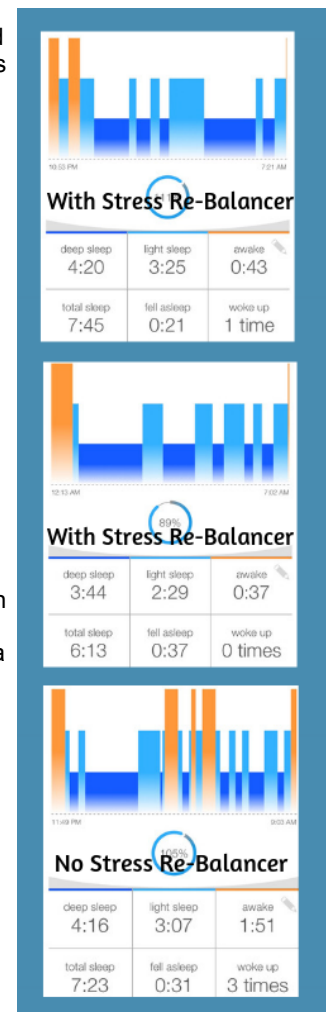 d
s
10:53 PM 7:21 AM
With Stress Re-Balancer
deep sleep light sleep awake
4:20 3:25 0:43
total sleep fell asleep woke up
7:45 0:21 1 time
12:15 AM 7:02 AM
89%
With Stress Re-Balancer
deep sleep light sleep awake
3:44 2:29 0:37
n
total sleep fell asleep woke up
6:13 0:37 0 times
a
11:49 PM 9:03 AM
105%
No Stress Re-Balancer
deep sleep light sleep awake
4:16 3:07 1:51
total sleep fell asleep woke up
7:23 0:31 3 times